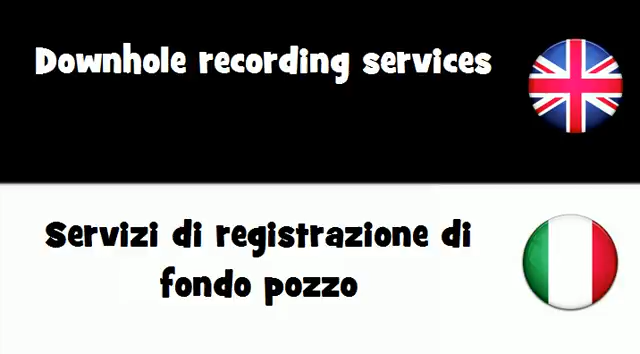 Downhole recording services
Servizi di registrazione di
fondo pozzo